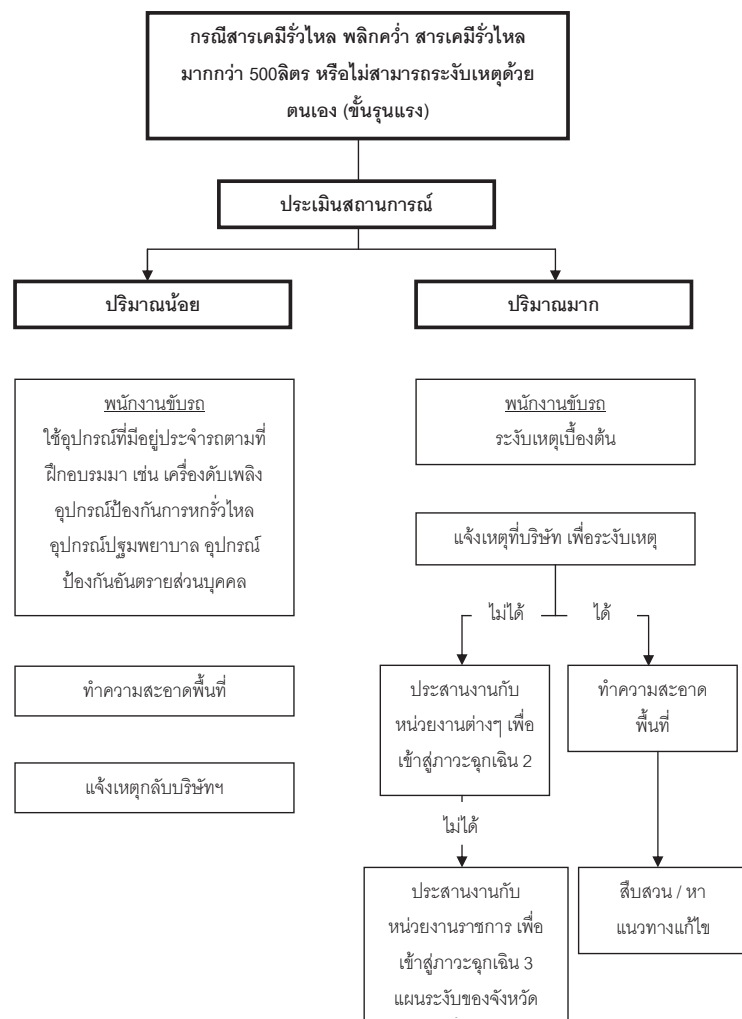 กรณีสารเคมีรั่วไหล พลิกคว่ำ สารเคมีรั่วไหล
มากกว่า 500ลิตร หรือไม่สามารถระงับเหตุด้วย
ตนเอง (ขั้นรุนแรง)
ประเมินสถานการณ์
ปริมาณน้อย
ปริมาณมาก
พนักงานขับรถ
ใช้อุปกรณ์ที่มีอยู่ประจำรถตามที่
ฝึกอบรมมา เช่น เครื่องดับเพลิง
อุปกรณ์ป้องกันการหกรั่วไหล
อุปกรณ์ปฐมพยาบาล อุปกรณ์
ป้องกันอันตรายส่วนบุคคล
ทำความสะอาดพื้นที่
แจ้งเหตุกลับบริษัทฯ
พนักงานขับรถ
ระงับเหตุเบื้องต้น
แจ้งเหตุที่บริษัท เพื่อระงับเหตุ
ไม่ได้
ได้
ประสานงานกับ
หน่วยงานต่างๆ เพื่อ
เข้าสู่ภาวะฉุกเฉิน 2
ไม่ได้
ประสานงานกับ
หน่วยงานราชการ เพื่อ
เข้าสู่ภาวะฉุกเฉิน 3
แผนระงับของจังหวัด
ทำความสะอาด
พื้นที่
สืบสวน / หา
แนวทางแก้ไข